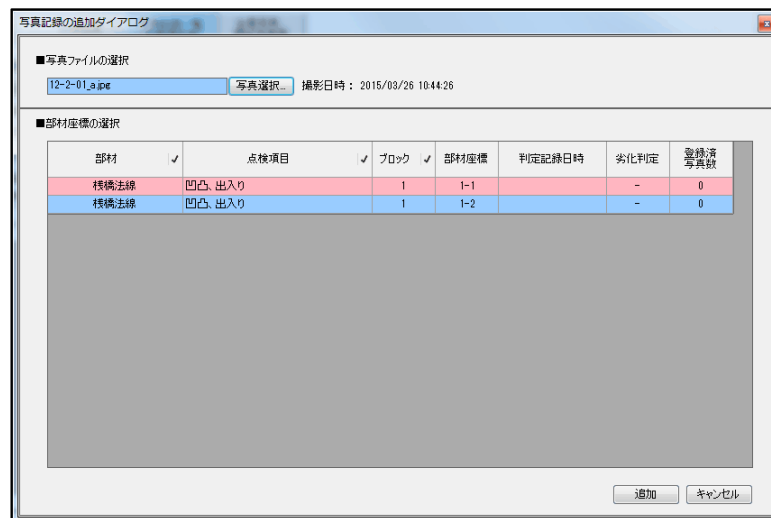 写真記録の追加ダイアログ
■写真ファイルの選択
12-2-01_a.jpg 写真選択... 撮影日時： 2015/03/26 10:44:26
■部材座標の選択
部材 点検項目 ブロック 部材座標 判定記録日時 劣化判定 登録済写真数
桟橋法線 凹凸、出入り 1 1-1 - 0
桟橋法線 凹凸、出入り 1 1-2 - 0
追加 キャンセル